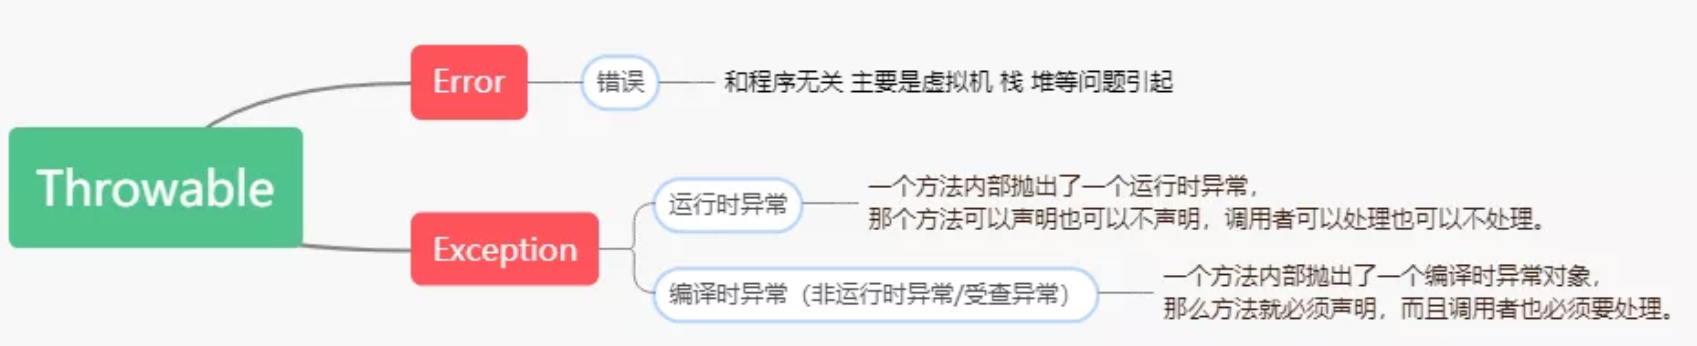 Throwable
Error
错误
和程序无关 主要是虚拟机 栈 堆等问题引起
Exception
运行时异常
一个方法内部抛出了一个运行时异常，
那个方法可以声明也可以不声明，调用者可以处理也可以不处理。
编译时异常（非运行时异常/受查异常）
一个方法内部抛出了一个编译时异常对象，
那么方法就必须声明，而且调用者也必须要处理。